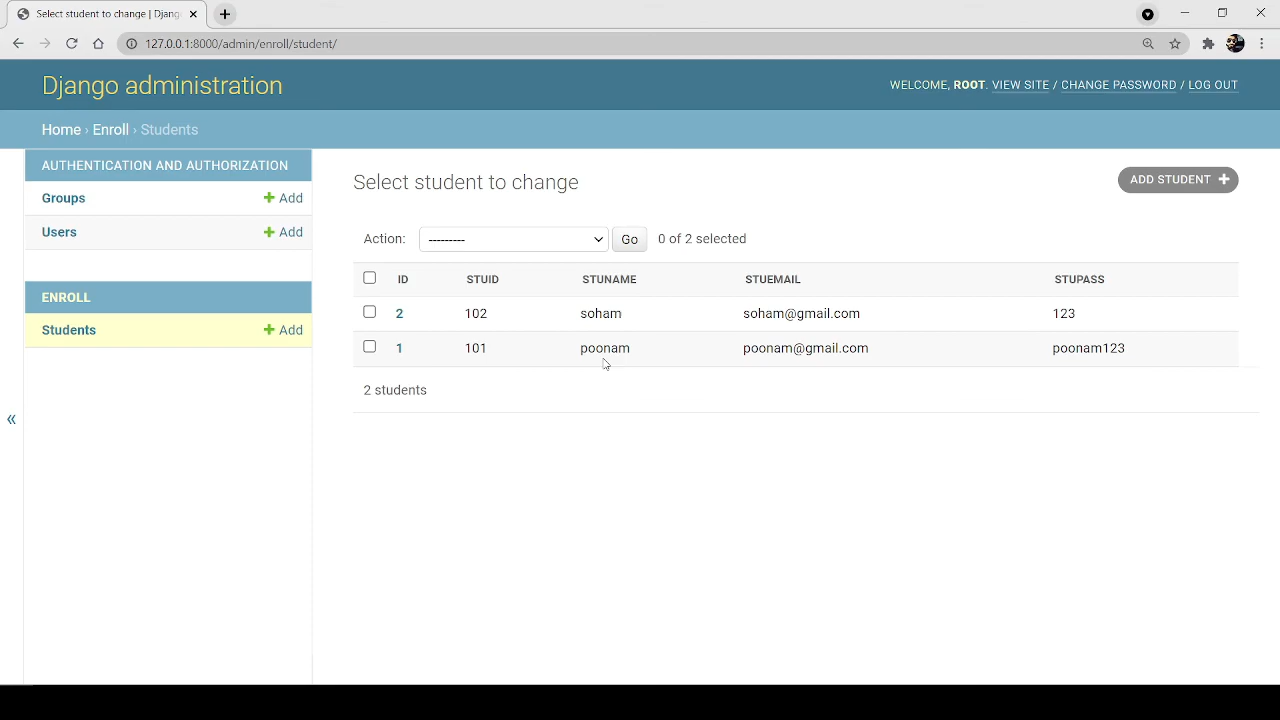 Select student to change | Djang
127.0.0.1:8000/admin/enroll/student/
Django administration
WELCOME, ROOT. VIEW SITE / CHANGE PASSWORD / LOG OUT
Home › Enroll › Students
AUTHENTICATION AND AUTHORIZATION
Groups + Add
Users + Add
ENROLL
Students + Add
«
Select student to change
ADD STUDENT +
Action: --------- Go 0 of 2 selected
ID STUID STUNAME STUEMAIL STUPASS
2 102 soham soham@gmail.com 123
1 101 poonam poonam@gmail.com poonam123
2 students